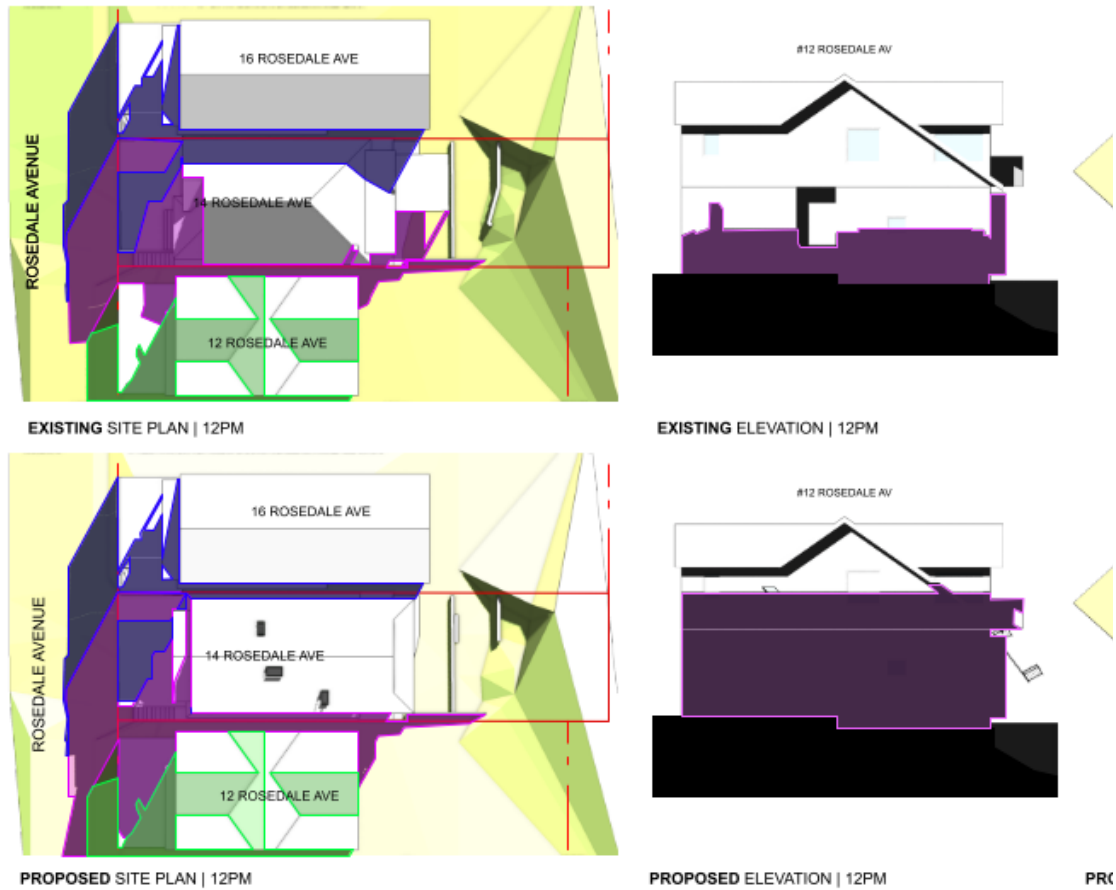 16 ROSEDALE AVE
ROSEDALE AVENUE
14 ROSEDALE AVE
12 ROSEDALE AVE
EXISTING SITE PLAN | 12PM
#12 ROSEDALE AV
EXISTING ELEVATION | 12PM
16 ROSEDALE AVE
ROSEDALE AVENUE
14 ROSEDALE AVE
12 ROSEDALE AVE
PROPOSED SITE PLAN | 12PM
#12 ROSEDALE AV
PROPOSED ELEVATION | 12PM
PRO